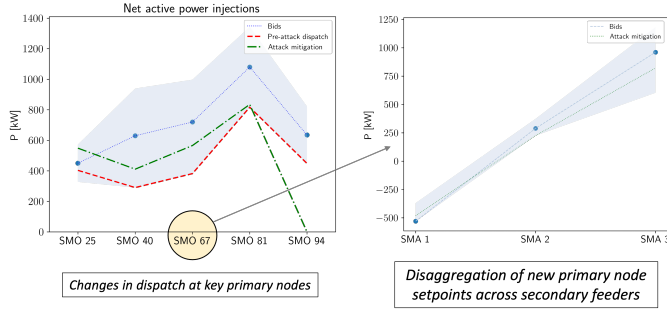 Net active power injections
1400
1200
1000
800
600
400
200
0
P [kW]
Bids
Pre-attack dispatch
Attack mitigation
SMO 25
SMO 40
SMO 67
SMO 81
SMO 94
Changes in dispatch at key primary nodes
1250
1000
750
500
250
0
−250
−500
P [kW]
Bids
Attack mitigation
SMA 1
SMA 2
SMA 3
Disaggregation of new primary node
setpoints across secondary feeders